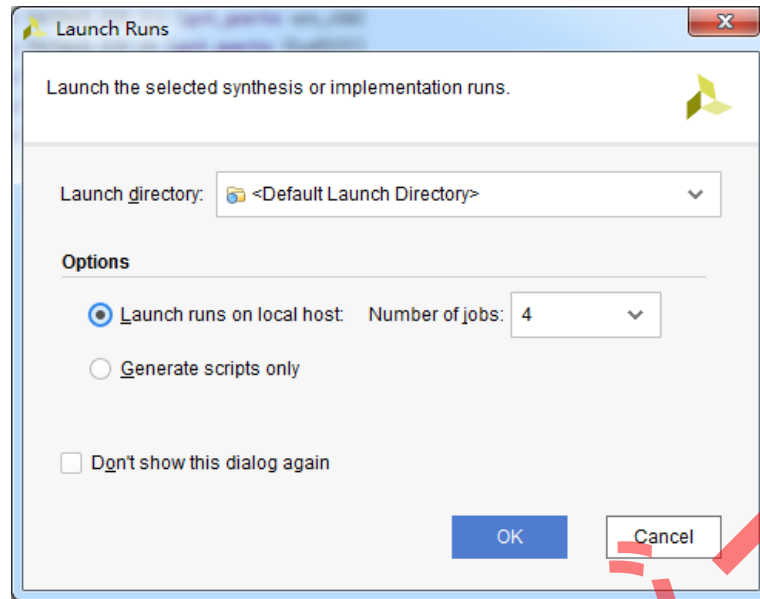 Launch Runs
Launch the selected synthesis or implementation runs.
Launch directory: <Default Launch Directory>
Options
Launch runs on local host: Number of jobs: 4
Generate scripts only
Don't show this dialog again
OK Cancel